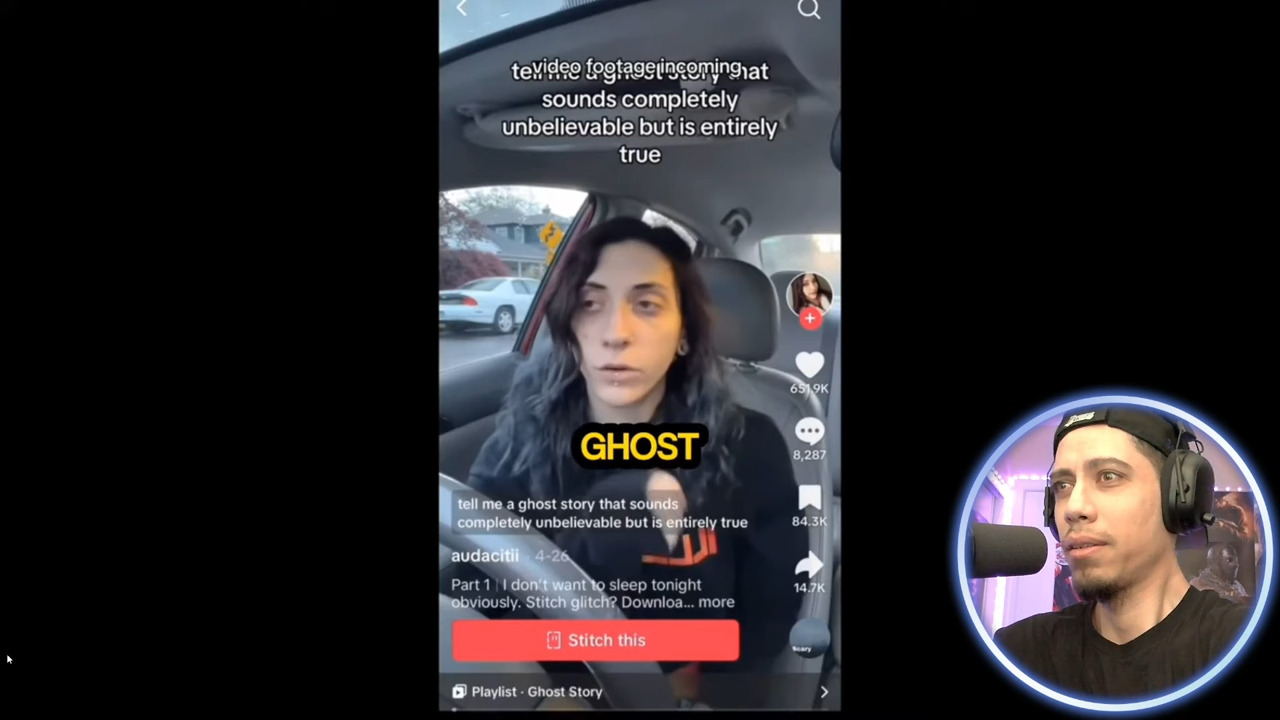 video footage incoming
tell me a ghost story that
sounds completely
unbelievable but is entirely
true
651.9K
GHOST
8,287
tell me a ghost story that sounds
completely unbelievable but is entirely true
84.3K
audacitii · 4-26
14.7K
Part 1 | I don't want to sleep tonight
obviously. Stitch glitch? Downloa... more
Stitch this
Scary
Playlist · Ghost Story